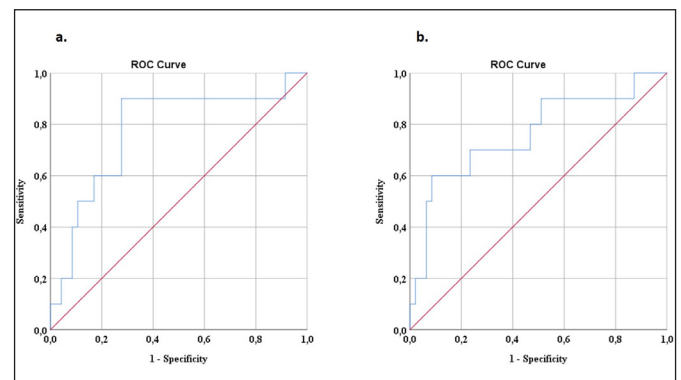 a.
ROC Curve
Sensitivity
1,0
0,8
0,6
0,4
0,2
0,0
0,0 0,2 0,4 0,6 0,8 1,0
1 - Specificity
b.
ROC Curve
Sensitivity
1,0
0,8
0,6
0,4
0,2
0,0
0,0 0,2 0,4 0,6 0,8 1,0
1 - Specificity